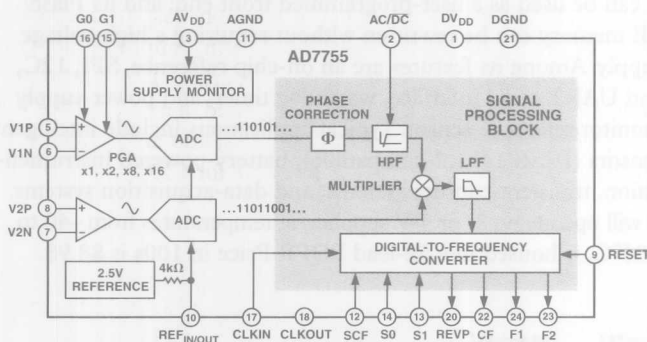 G0 G1 AVDD AGND AC/DC DVDD DGND
16 15 3 11 2 1 21
AD7755
POWER
SUPPLY MONITOR
PHASE
CORRECTION
SIGNAL
PROCESSING
BLOCK
V1P 5 +
V1N 6 –
PGA
x1, x2, x8, x16
ADC
...110101...
Φ
HPF
MULTIPLIER
LPF
V2P 8 +
V2N 7 –
ADC
...11011001...
DIGITAL-TO-FREQUENCY
CONVERTER
9 RESET
2.5V
REFERENCE
4kΩ
10 17 18 12 14 13 20 22 24 23
REFIN/OUT CLKIN CLKOUT SCF S0 S1 REVP CF F1 F2